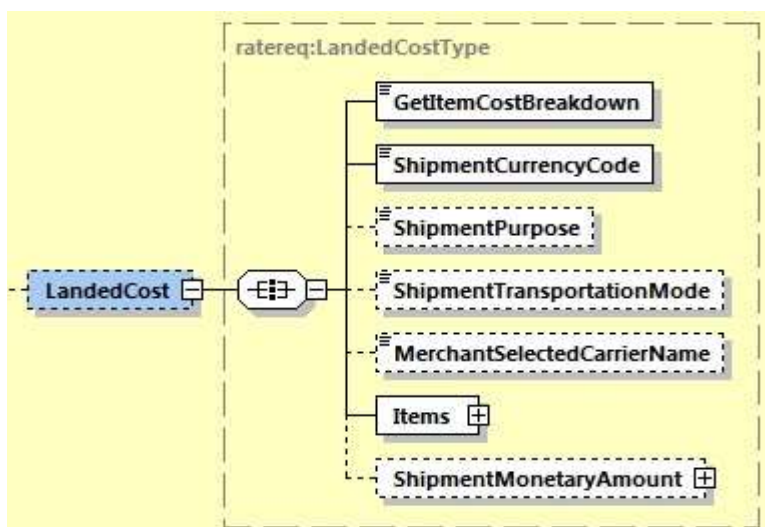 ratereq:LandedCostType
GetItemCostBreakdown
ShipmentCurrencyCode
ShipmentPurpose
LandedCost
ShipmentTransportationMode
MerchantSelectedCarrierName
Items
ShipmentMonetaryAmount